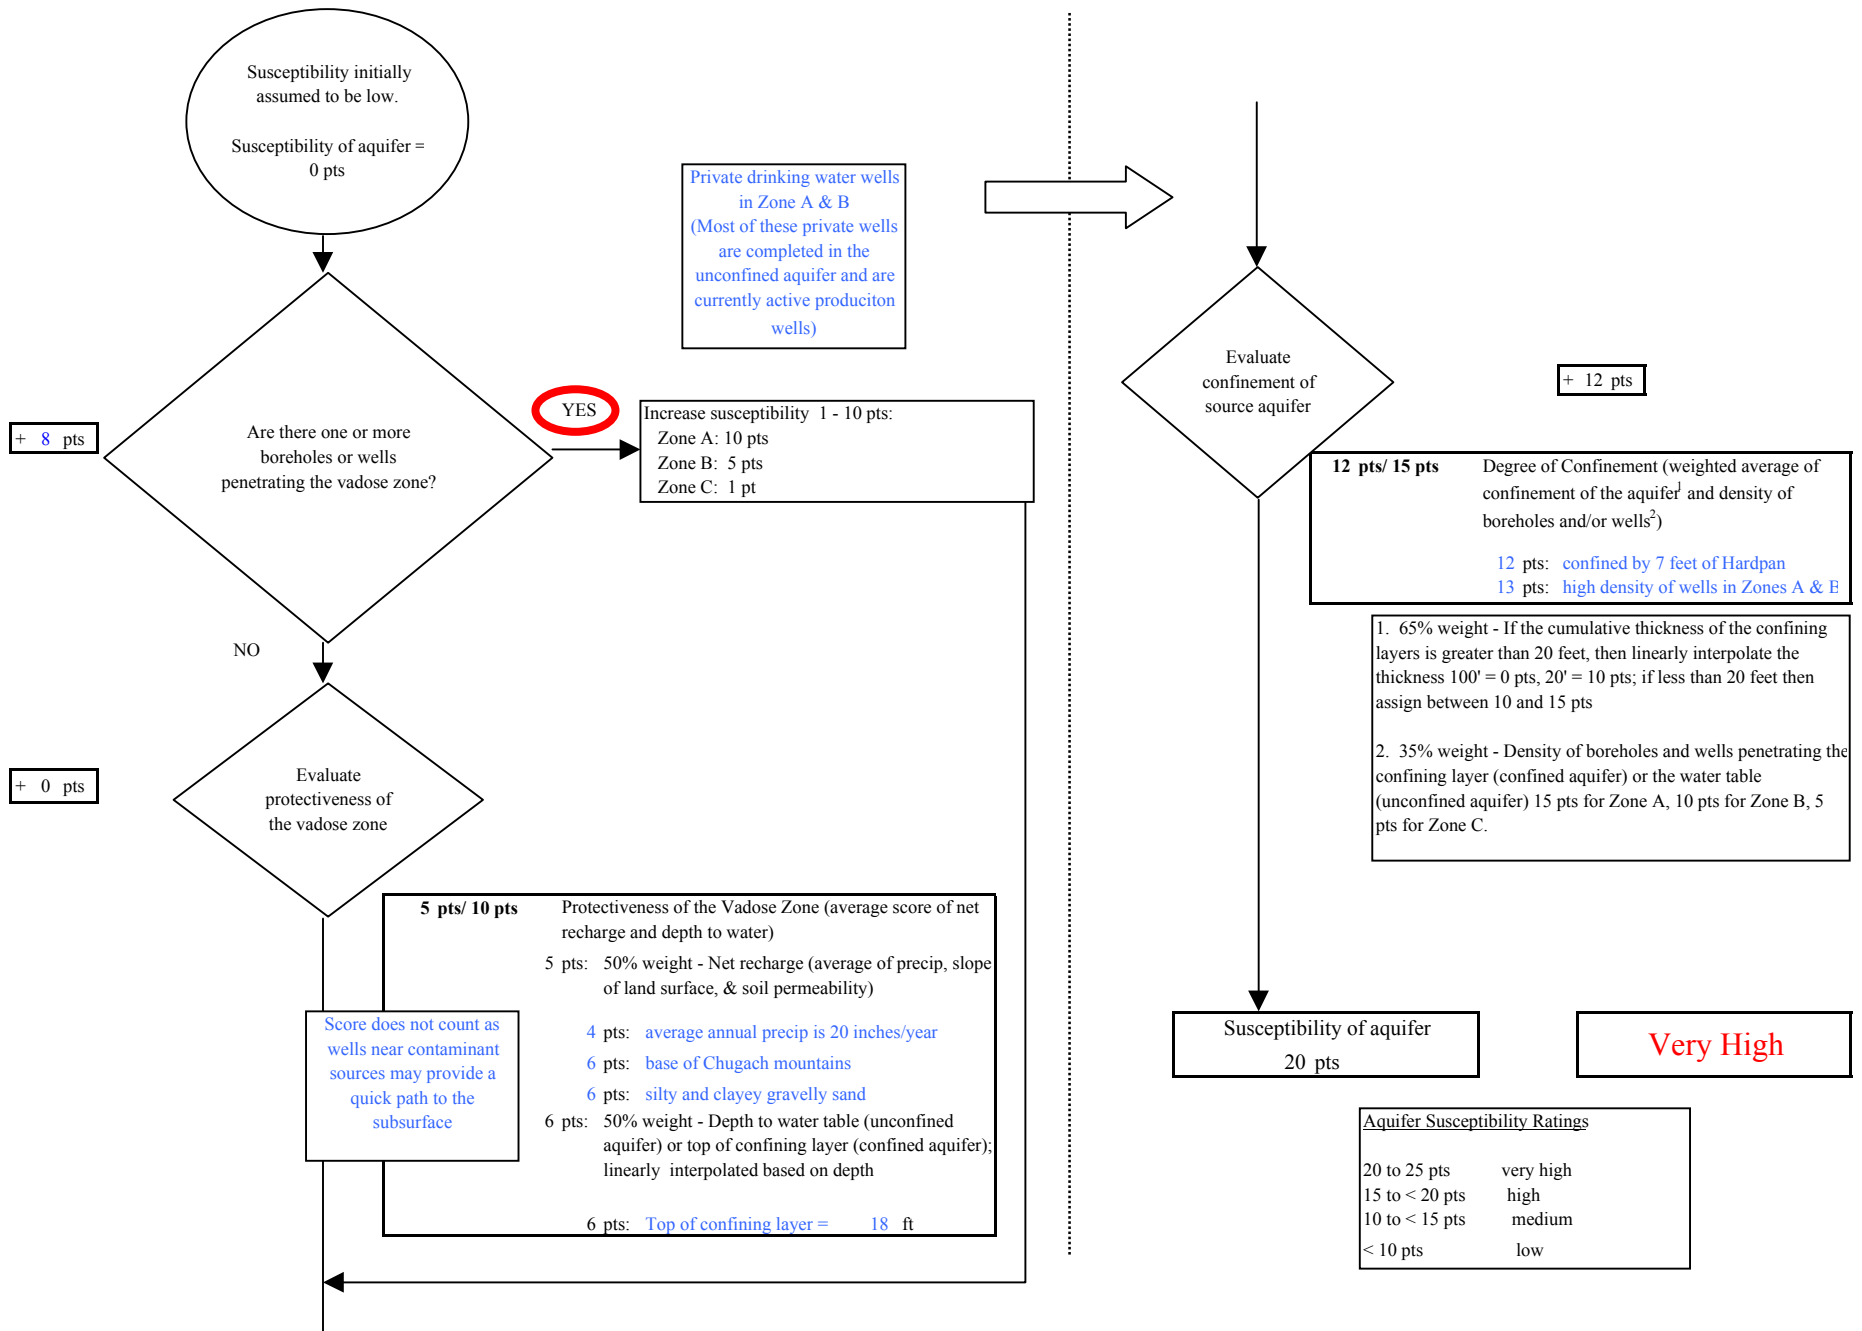 Susceptibility initially
assumed to be low.
Susceptibility of aquifer =
0 pts
Private drinking water wells
in Zone A & B
(Most of these private wells
are completed in the
unconfined aquifer and are
currently active produciton
wells)
+ 8 pts
Are there one or more
boreholes or wells
penetrating the vadose zone?
YES
Increase susceptibility 1 - 10 pts:
Zone A: 10 pts
Zone B: 5 pts
Zone C: 1 pt
NO
+ 0 pts
Evaluate
protectiveness of
the vadose zone
5 pts/ 10 pts Protectiveness of the Vadose Zone (average score of net
recharge and depth to water)
5 pts: 50% weight - Net recharge (average of precip, slope
of land surface, & soil permeability)
4 pts: average annual precip is 20 inches/year
6 pts: base of Chugach mountains
6 pts: silty and clayey gravelly sand
6 pts: 50% weight - Depth to water table (unconfined
aquifer) or top of confining layer (confined aquifer);
linearly interpolated based on depth
6 pts: Top of confining layer = 18 ft
Score does not count as
wells near contaminant
sources may provide a
quick path to the
subsurface
Evaluate
confinement of
source aquifer
+ 12 pts
12 pts/ 15 pts Degree of Confinement (weighted average of
confinement of the aquifer1 and density of
boreholes and/or wells2)
12 pts: confined by 7 feet of Hardpan
13 pts: high density of wells in Zones A & B
1. 65% weight - If the cumulative thickness of the confining
layers is greater than 20 feet, then linearly interpolate the
thickness 100' = 0 pts, 20' = 10 pts; if less than 20 feet then
assign between 10 and 15 pts
2. 35% weight - Density of boreholes and wells penetrating the
confining layer (confined aquifer) or the water table
(unconfined aquifer) 15 pts for Zone A, 10 pts for Zone B, 5
pts for Zone C.
Susceptibility of aquifer
20 pts
Very High
Aquifer Susceptibility Ratings
20 to 25 pts very high
15 to < 20 pts high
10 to < 15 pts medium
< 10 pts low